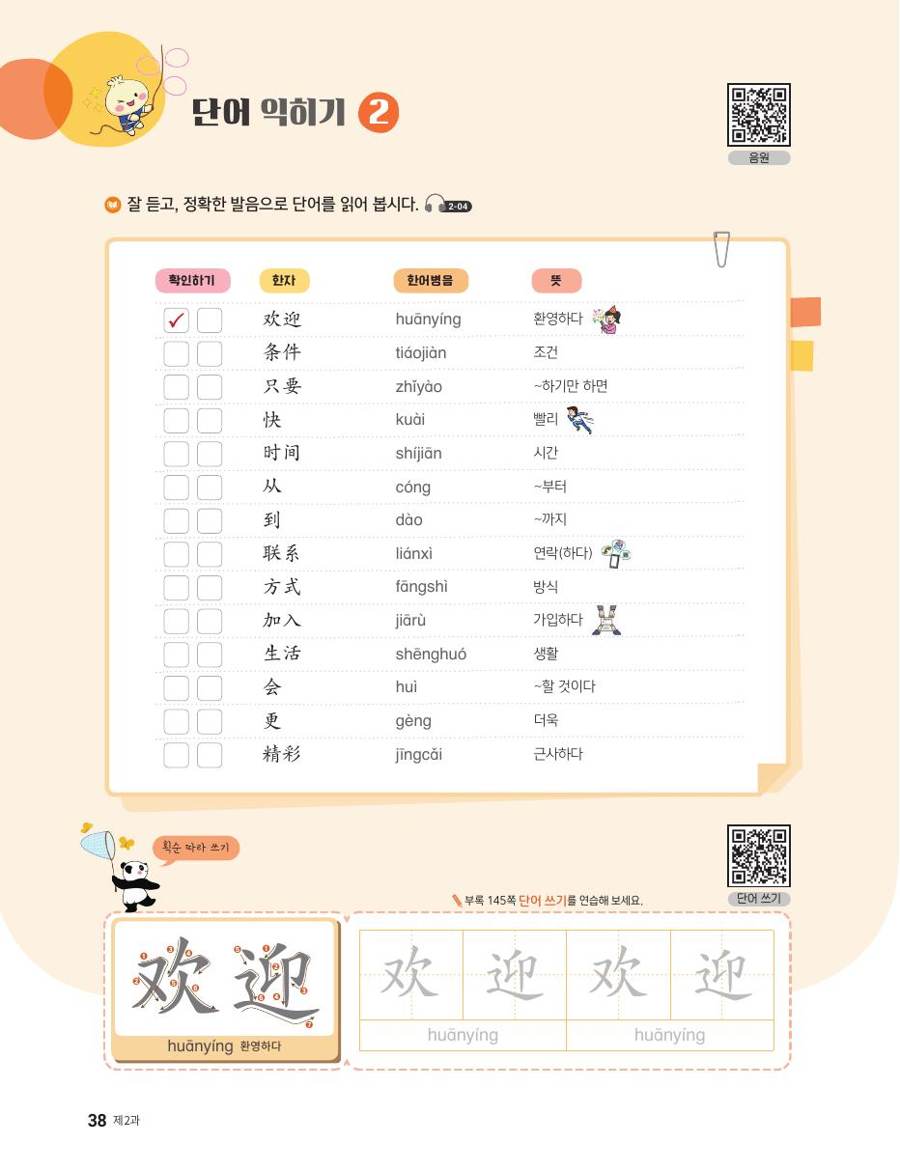 단어 익히기 2
음원
잘 듣고, 정확한 발음으로 단어를 읽어 봅시다. 2-04
확인하기 한자 한어병음 뜻
欢迎 huānyíng 환영하다
条件 tiáojiàn 조건
只要 zhǐyào ~하기만 하면
快 kuài 빨리
时间 shíjiān 시간
从 cóng ~부터
到 dào ~까지
联系 liánxì 연락(하다)
方式 fāngshì 방식
加入 jiārù 가입하다
生活 shēnghuó 생활
会 huì ~할 것이다
更 gèng 더욱
精彩 jīngcǎi 근사하다
획순 따라 쓰기
단어 쓰기
부록 145쪽 단어 쓰기를 연습해 보세요.
欢迎
huānyíng 환영하다
欢 迎 欢 迎
huānyíng huānyíng
38 제2과